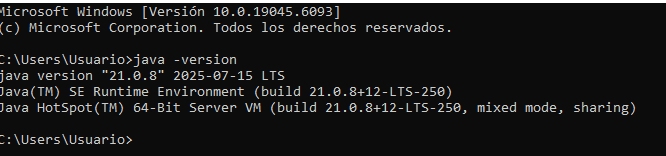 Microsoft Windows [Versión 10.0.19045.6093]
(c) Microsoft Corporation. Todos los derechos reservados.
C:\Users\Usuario>java -version
java version "21.0.8" 2025-07-15 LTS
Java(TM) SE Runtime Environment (build 21.0.8+12-LTS-250)
Java HotSpot(TM) 64-Bit Server VM (build 21.0.8+12-LTS-250, mixed mode, sharing)
C:\Users\Usuario>